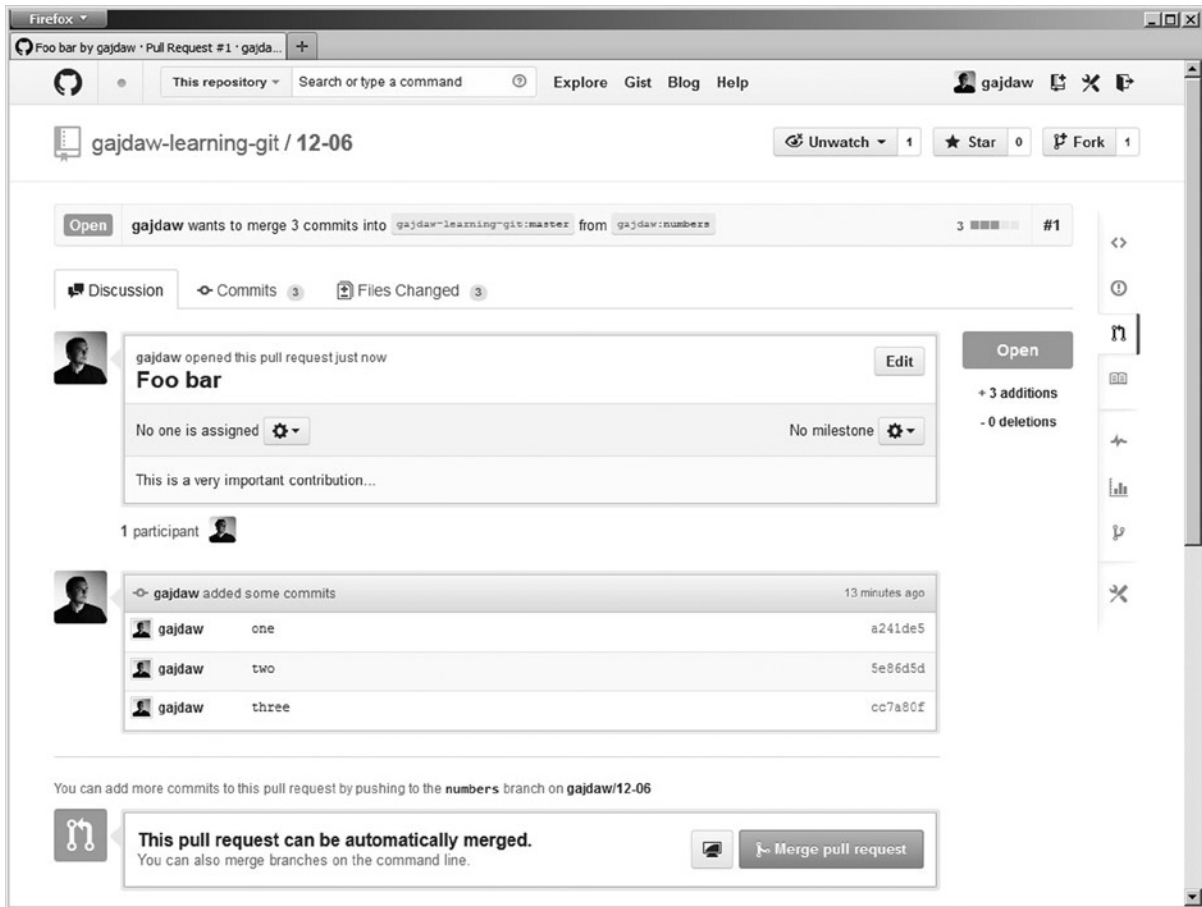 Firefox
Foo bar by gajdaw · Pull Request #1 · gajda...
This repository Search or type a command Explore Gist Blog Help gajdaw
gajdaw-learning-git / 12-06 Unwatch 1 Star 0 Fork 1
Open gajdaw wants to merge 3 commits into gajdaw-learning-git:master from gajdaw:numbers 3 #1
Discussion Commits 3 Files Changed 3
gajdaw opened this pull request just now
Foo bar
Edit
Open
+ 3 additions
- 0 deletions
No one is assigned No milestone
This is a very important contribution...
1 participant
gajdaw added some commits 13 minutes ago
gajdaw one a241de5
gajdaw two 5e86d5d
gajdaw three cc7a80f
You can add more commits to this pull request by pushing to the numbers branch on gajdaw/12-06
This pull request can be automatically merged.
You can also merge branches on the command line.
Merge pull request